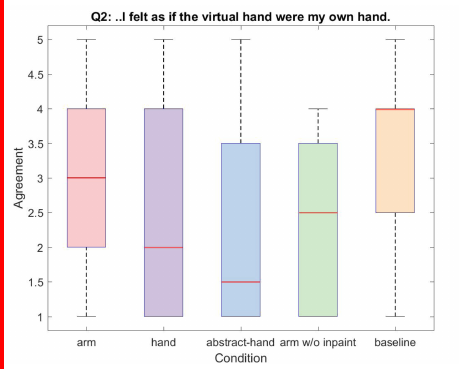 Q2: ..I felt as if the virtual hand were my own hand.
5
4.5
4
3.5
3
2.5
2
1.5
1
Agreement
arm hand abstract-hand arm w/o inpaint baseline
Condition